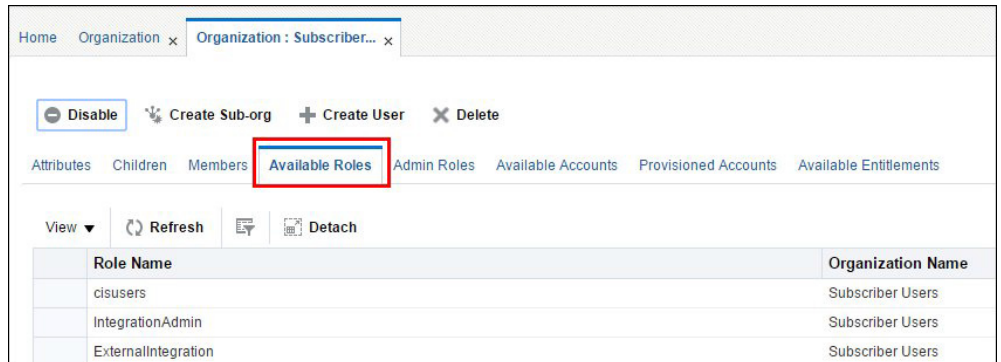 Home Organization x Organization : Subscriber... x
Disable Create Sub-org Create User Delete
Attributes Children Members Available Roles Admin Roles Available Accounts Provisioned Accounts Available Entitlements
View Refresh Detach
Role Name Organization Name
cisusers Subscriber Users
IntegrationAdmin Subscriber Users
ExternalIntegration Subscriber Users